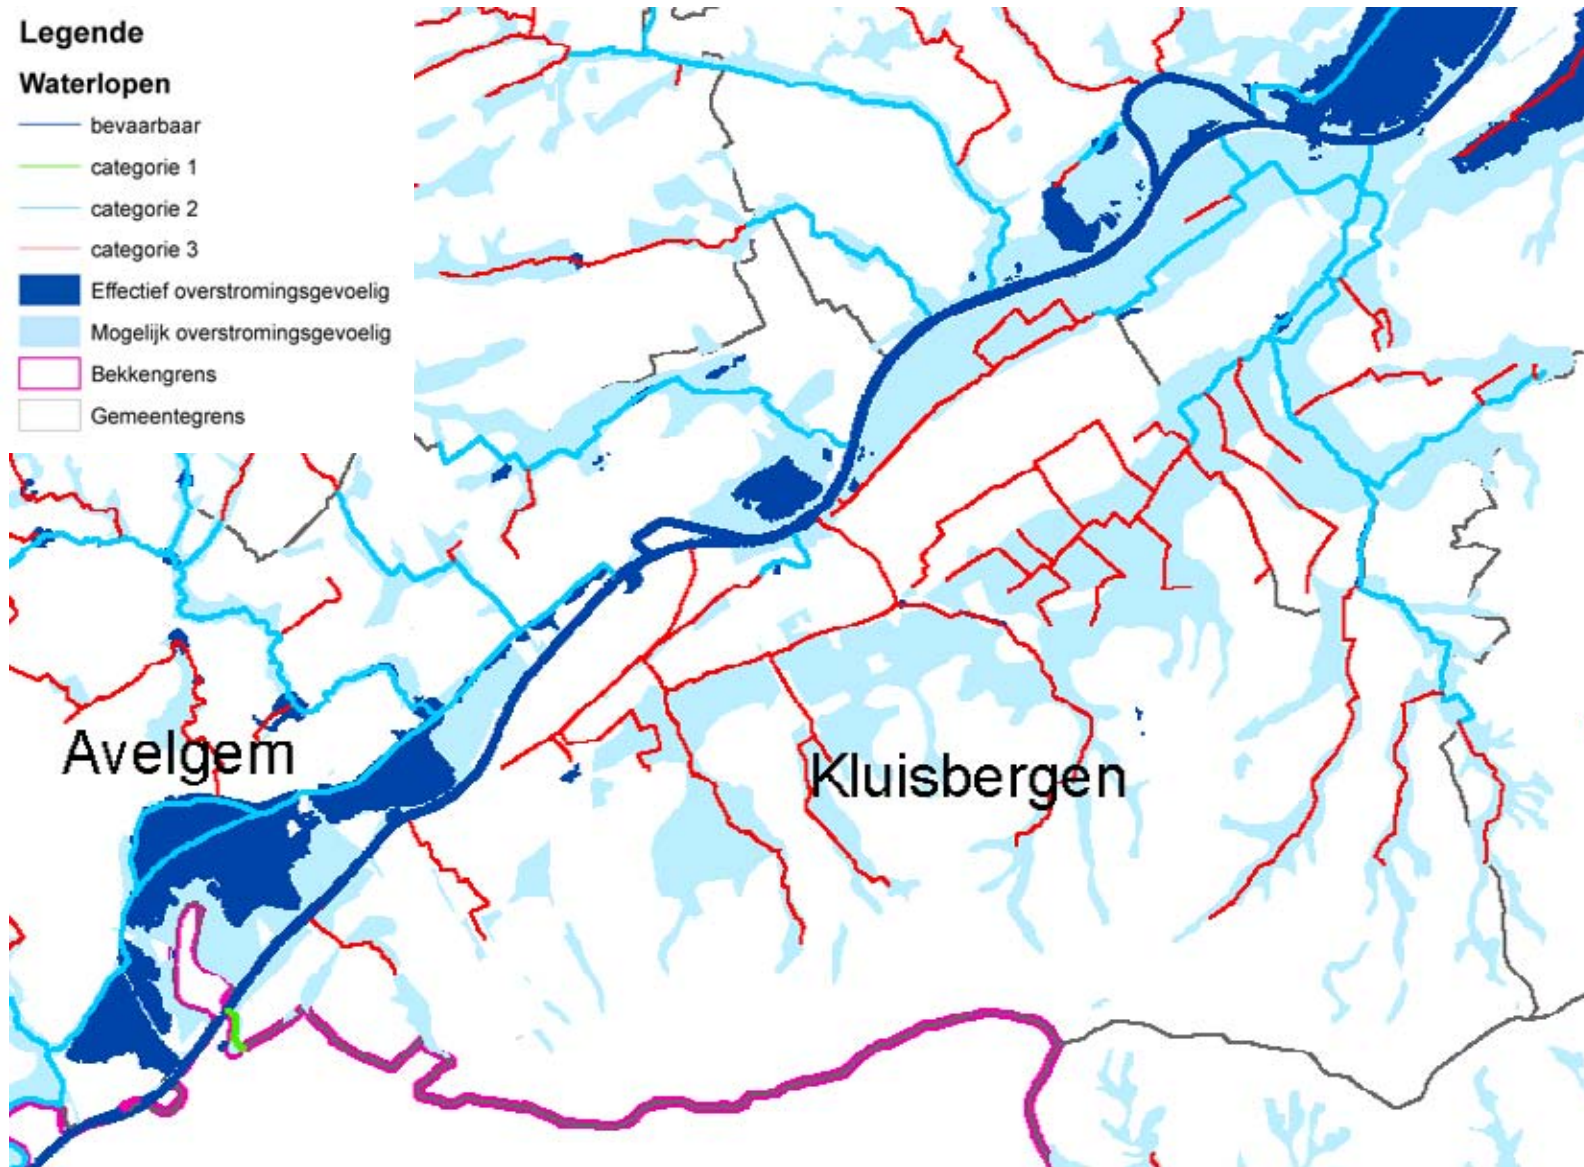 Legende
Waterlopen
bevaarbaar
categorie 1
categorie 2
categorie 3
Effectief overstromingsgevoelig
Mogelijk overstromingsgevoelig
Bekkengrens
Gemeentegrens
Avelgem
Kluisbergen